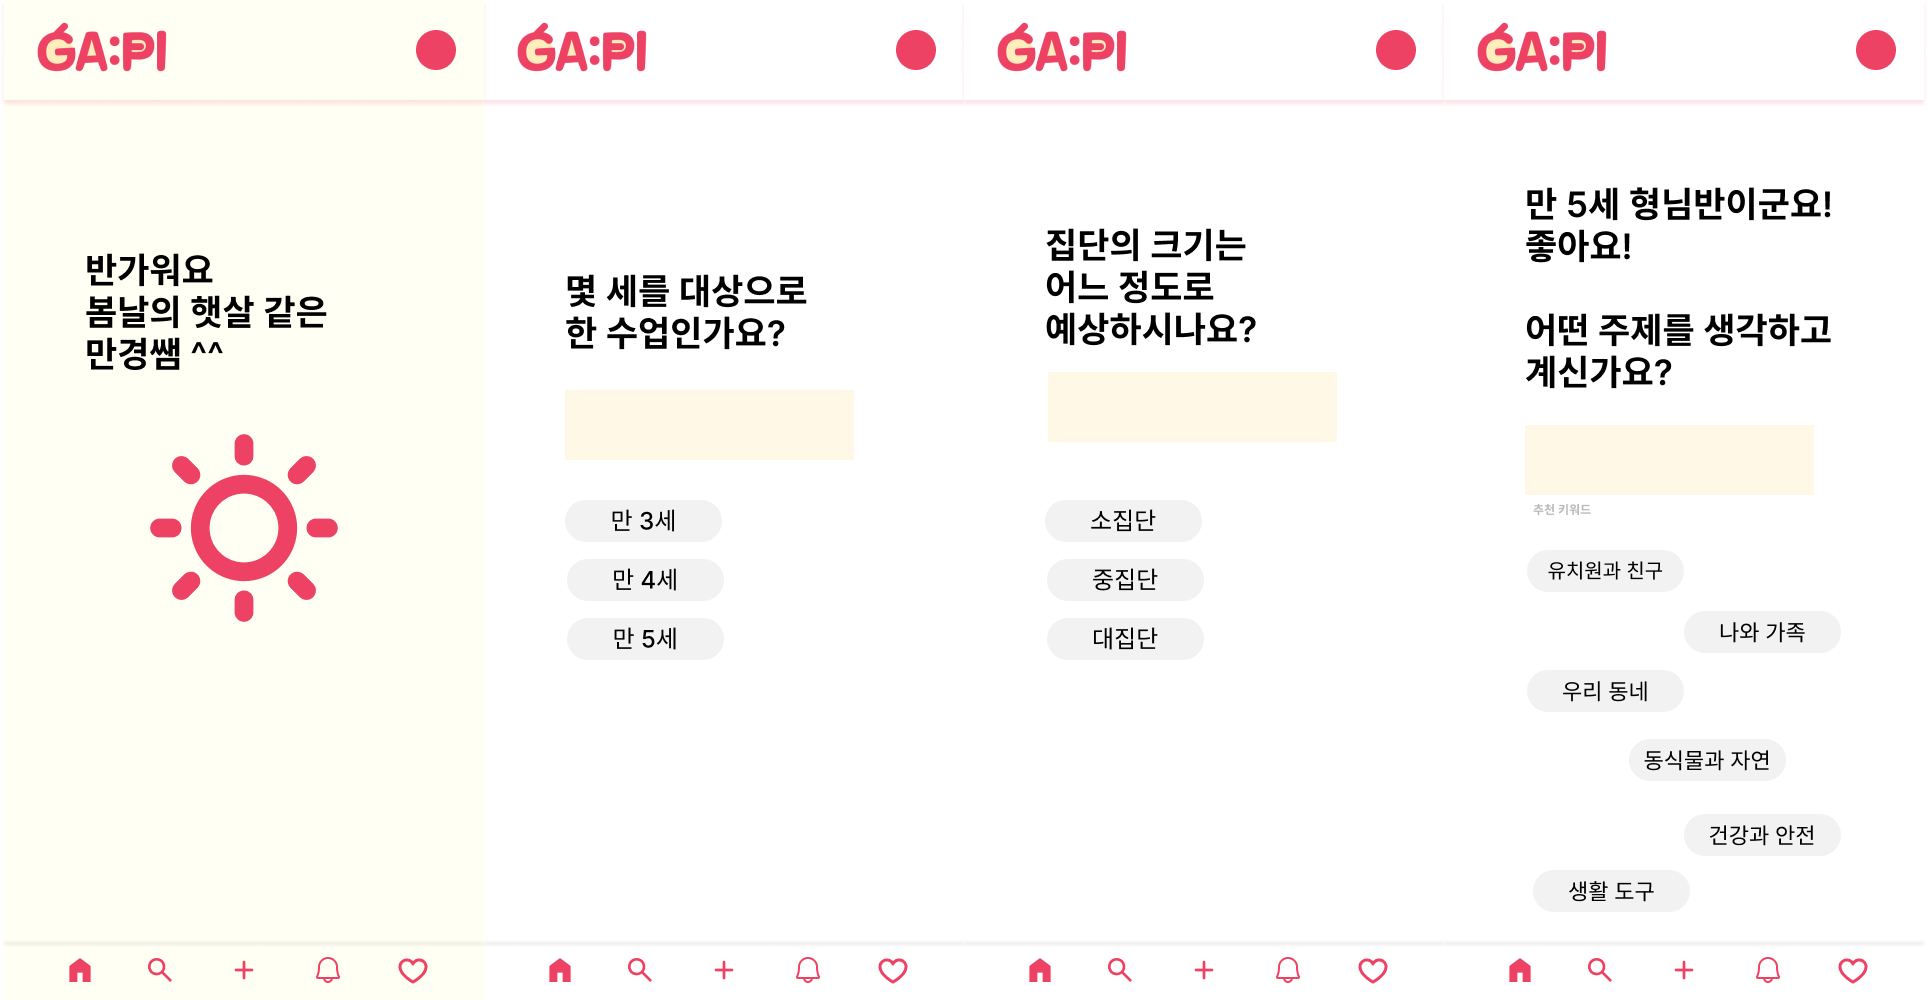 GA:PI
반가워요
봄날의 햇살 같은
만경쌤 ^^
GA:PI
몇 세를 대상으로
한 수업인가요?
만 3세
만 4세
만 5세
GA:PI
집단의 크기는
어느 정도로
예상하시나요?
소집단
중집단
대집단
GA:PI
만 5세 형님반이군요!
좋아요!
어떤 주제를 생각하고
계신가요?
추천 키워드
유치원과 친구
나와 가족
우리 동네
동식물과 자연
건강과 안전
생활 도구